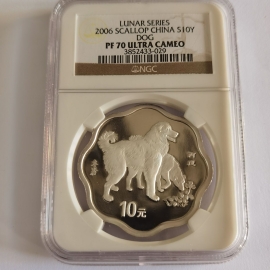 LUNAR SERIES
2006 SCALLOP CHINA S10Y
DOG
PF 70 ULTRA CAMEO
3852433-029
NGC
10元